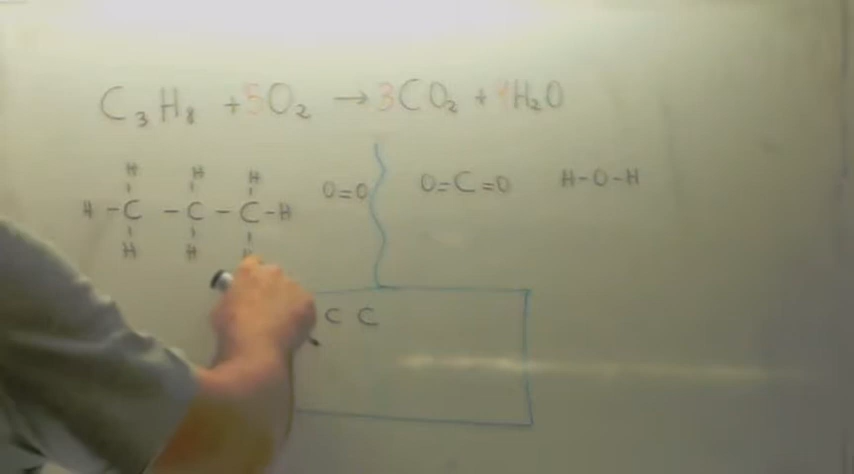 C₃H₈ + 5O₂ → 3CO₂ + 4H₂O
H H H
H - C - C - C - H O=O O=C=O H-O-H
H H H
C C